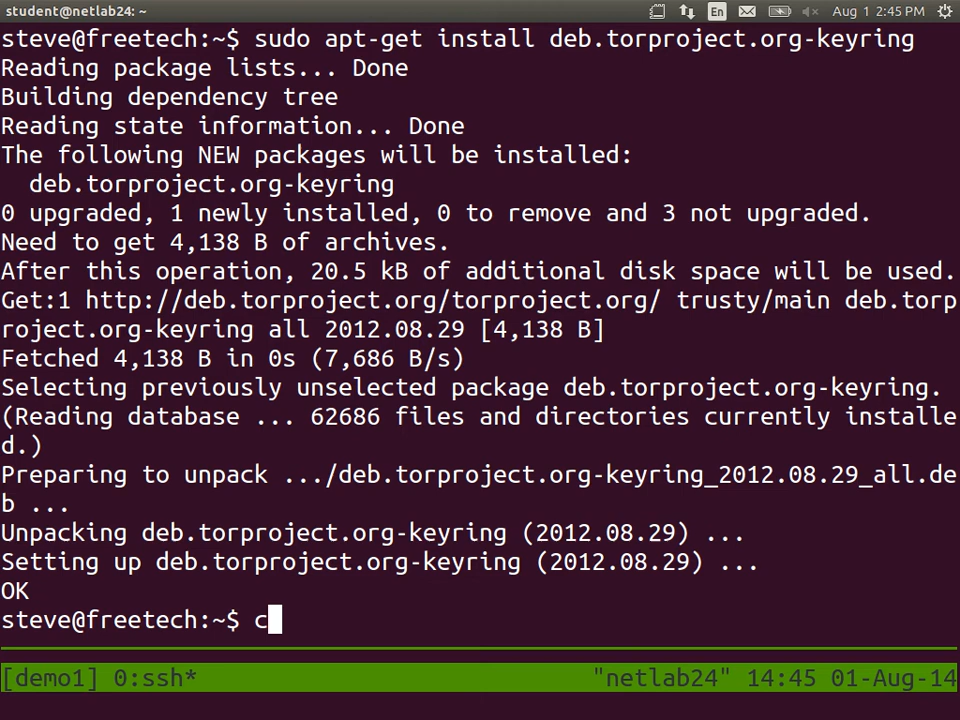 student@netlab24: ~
En
Aug 1 2:45 PM
steve@freetech:~$ sudo apt-get install deb.torproject.org-keyring
Reading package lists... Done
Building dependency tree
Reading state information... Done
The following NEW packages will be installed:
  deb.torproject.org-keyring
0 upgraded, 1 newly installed, 0 to remove and 3 not upgraded.
Need to get 4,138 B of archives.
After this operation, 20.5 kB of additional disk space will be used.
Get:1 http://deb.torproject.org/torproject.org/ trusty/main deb.torp
roject.org-keyring all 2012.08.29 [4,138 B]
Fetched 4,138 B in 0s (7,686 B/s)
Selecting previously unselected package deb.torproject.org-keyring.
(Reading database ... 62686 files and directories currently installe
d.)
Preparing to unpack .../deb.torproject.org-keyring_2012.08.29_all.de
b ...
Unpacking deb.torproject.org-keyring (2012.08.29) ...
Setting up deb.torproject.org-keyring (2012.08.29) ...
OK
steve@freetech:~$ c
[demo1] 0:ssh* "netlab24" 14:45 01-Aug-14